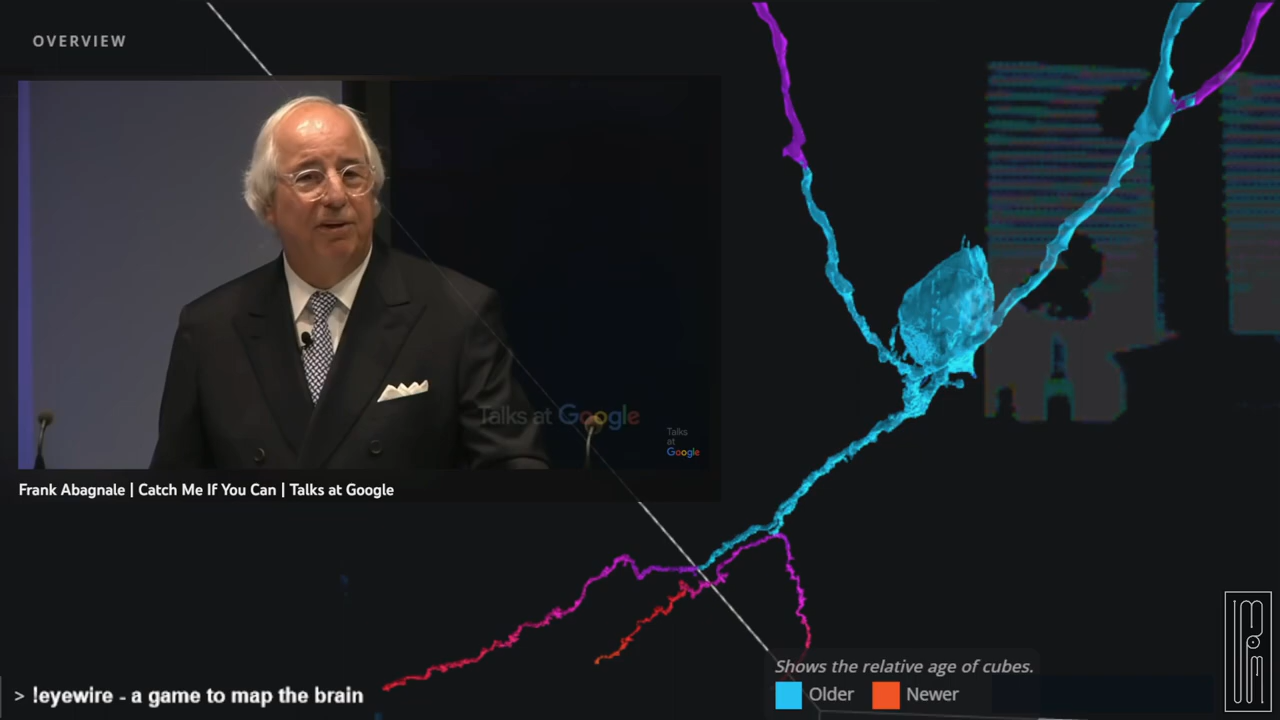 OVERVIEW
Talks at Google
Talks
at
Google
Frank Abagnale | Catch Me If You Can | Talks at Google
Shows the relative age of cubes.
Older
Newer
> !eyewire - a game to map the brain